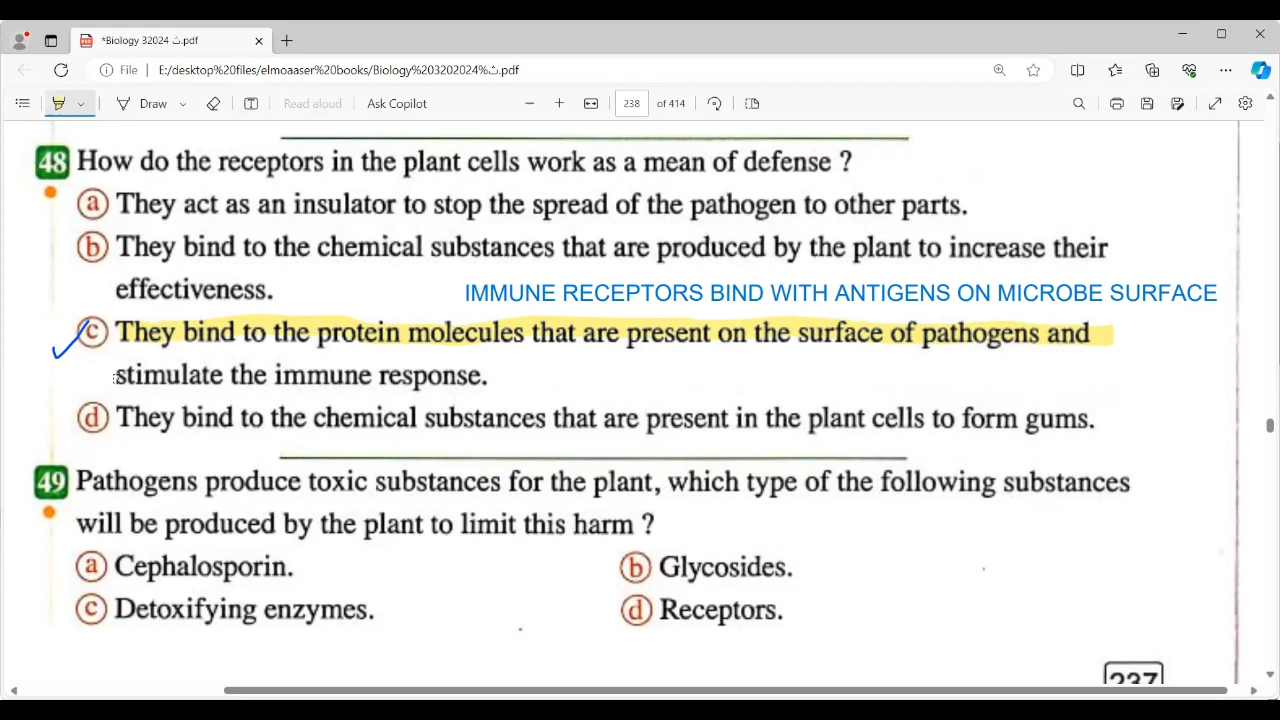 *Biology 32024 ث.pdf
File
E:/desktop%20files/elmoaaser%20books/Biology%203202024%ث.pdf
Draw
Read aloud
Ask Copilot
238
of 414
48 How do the receptors in the plant cells work as a mean of defense ?
a They act as an insulator to stop the spread of the pathogen to other parts.
b They bind to the chemical substances that are produced by the plant to increase their
effectiveness.
IMMUNE RECEPTORS BIND WITH ANTIGENS ON MICROBE SURFACE
c They bind to the protein molecules that are present on the surface of pathogens and
stimulate the immune response.
d They bind to the chemical substances that are present in the plant cells to form gums.
49 Pathogens produce toxic substances for the plant, which type of the following substances
will be produced by the plant to limit this harm ?
a Cephalosporin.
b Glycosides.
c Detoxifying enzymes.
d Receptors.
237